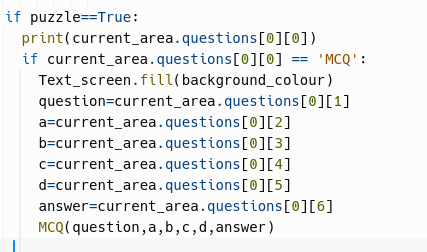 if puzzle==True:
print(current_area.questions[0][0])
if current_area.questions[0][0] == 'MCQ':
Text_screen.fill(background_colour)
question=current_area.questions[0][1]
a=current_area.questions[0][2]
b=current_area.questions[0][3]
c=current_area.questions[0][4]
d=current_area.questions[0][5]
answer=current_area.questions[0][6]
MCQ(question,a,b,c,d,answer)